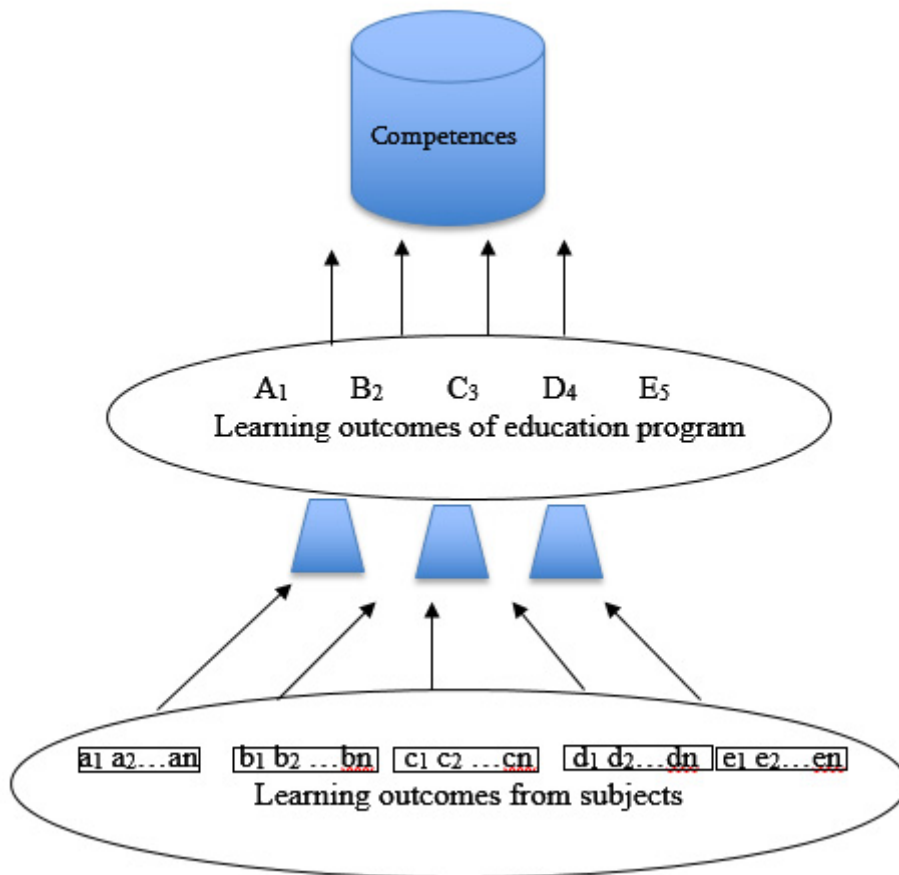 Competences
A₁ B₂ C₃ D₄ E₅
Learning outcomes of education program
a₁ a₂...an b₁ b₂ ...bn c₁ c₂ ...cn d₁ d₂...dn e₁ e₂...en
Learning outcomes from subjects